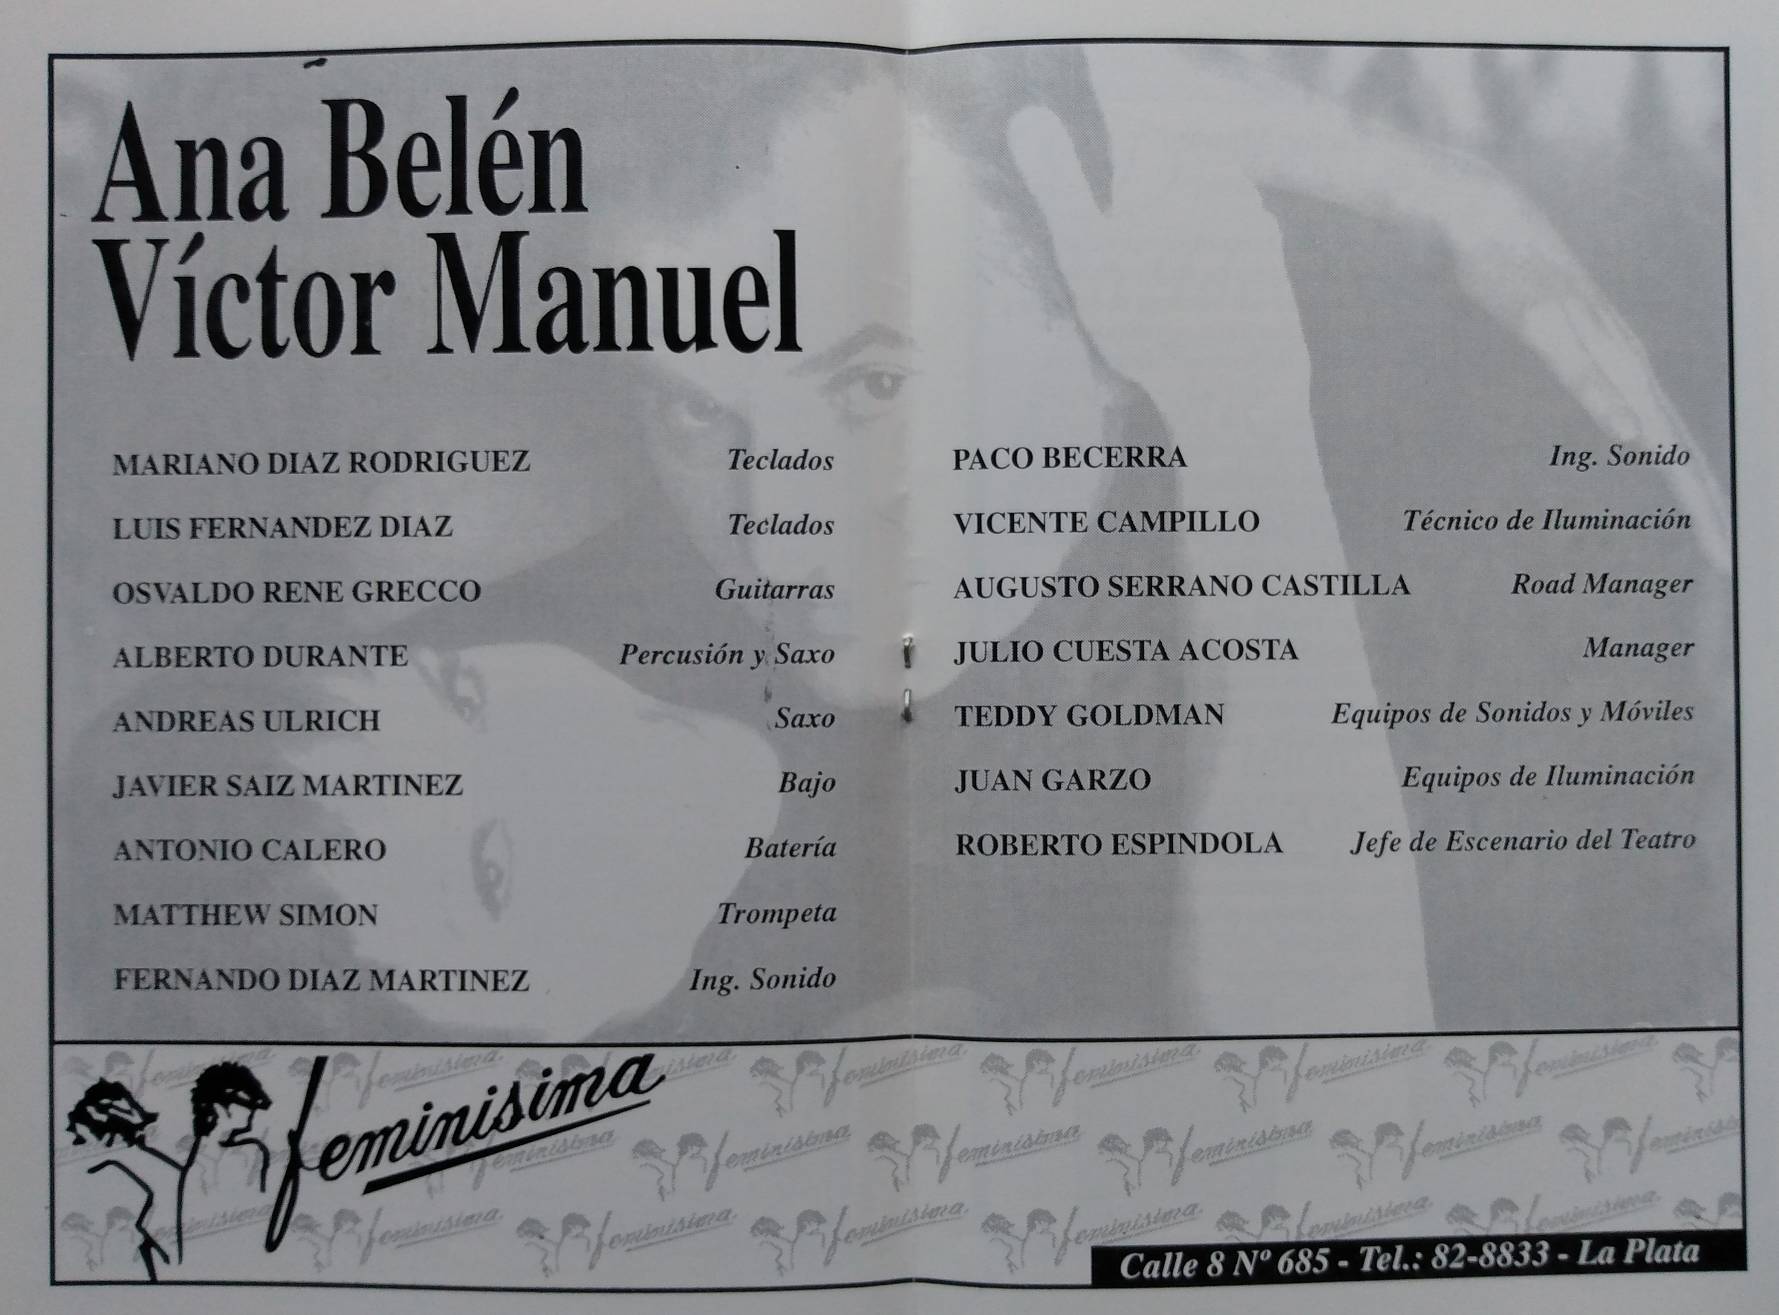 Ana Belén
Víctor Manuel
MARIANO DIAZ RODRIGUEZ Teclados
LUIS FERNANDEZ DIAZ Teclados
OSVALDO RENE GRECCO Guitarras
ALBERTO DURANTE Percusión y Saxo
ANDREAS ULRICH Saxo
JAVIER SAIZ MARTINEZ Bajo
ANTONIO CALERO Batería
MATTHEW SIMON Trompeta
FERNANDO DIAZ MARTINEZ Ing. Sonido
PACO BECERRA Ing. Sonido
VICENTE CAMPILLO Técnico de Iluminación
AUGUSTO SERRANO CASTILLA Road Manager
JULIO CUESTA ACOSTA Manager
TEDDY GOLDMAN Equipos de Sonidos y Móviles
JUAN GARZO Equipos de Iluminación
ROBERTO ESPINDOLA Jefe de Escenario del Teatro
feminisima
Calle 8 Nº 685 - Tel.: 82-8833 - La Plata